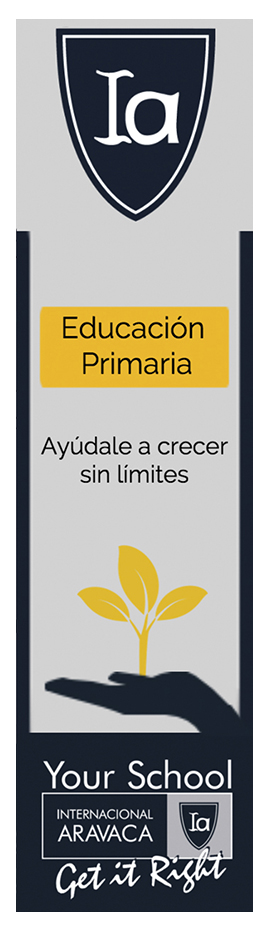 Ia
Educación
Primaria
Ayúdale a crecer
sin límites
Your School
INTERNACIONAL
ARAVACA
Ia
Get it Right